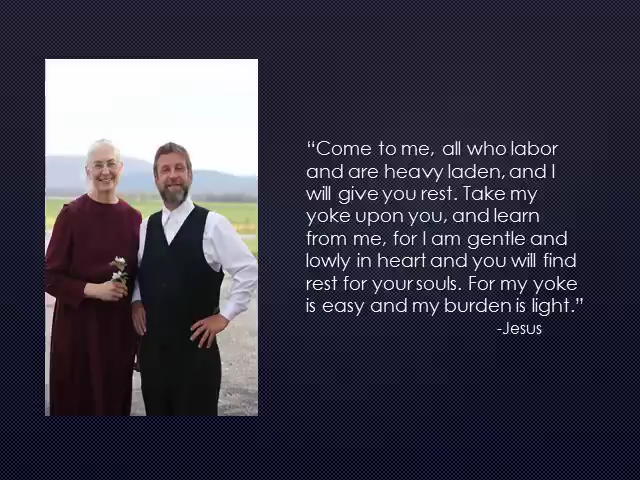 “Come to me, all who labor
and are heavy laden, and I
will give you rest. Take my
yoke upon you, and learn
from me, for I am gentle and
lowly in heart and you will find
rest for your souls. For my yoke
is easy and my burden is light.”
-Jesus